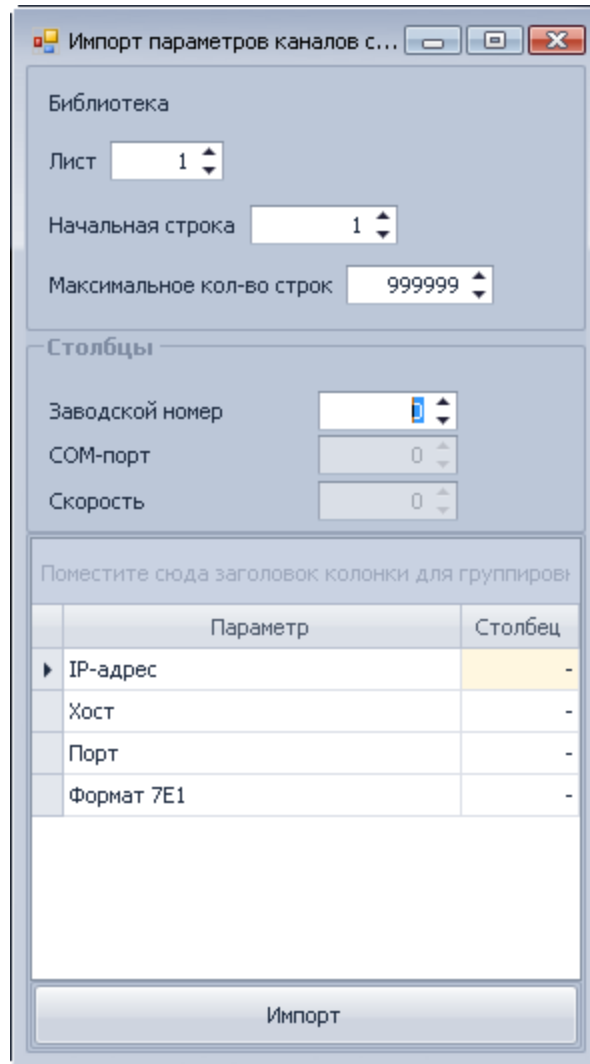 Импорт параметров каналов с...
Библиотека
Лист 1
Начальная строка 1
Максимальное кол-во строк 999999
Столбцы
Заводской номер 0
COM-порт 0
Скорость 0
Поместите сюда заголовок колонки для группировк
Параметр Столбец
IP-адрес -
Хост -
Порт -
Формат 7E1 -
Импорт